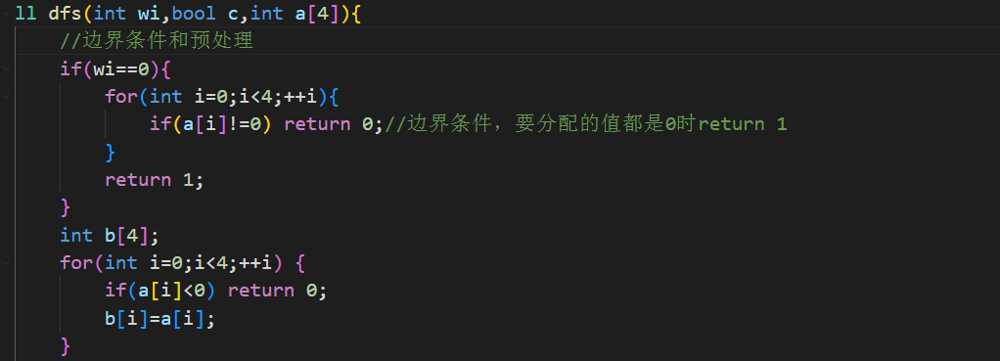 ll dfs(int wi,bool c,int a[4]){
    //边界条件和预处理
    if(wi==0){
        for(int i=0;i<4;++i){
            if(a[i]!=0) return 0;//边界条件，要分配的值都是0时return 1
        }
        return 1;
    }
    int b[4];
    for(int i=0;i<4;++i) {
        if(a[i]<0) return 0;
        b[i]=a[i];
    }